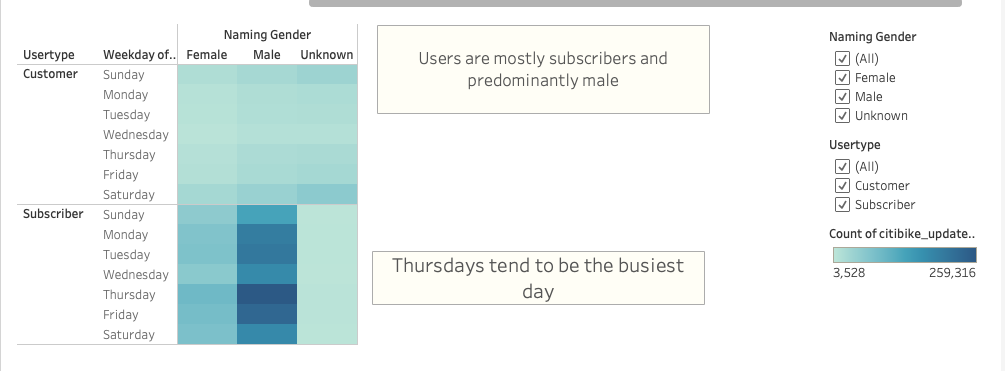 Naming Gender
Usertype Weekday of.. Female Male Unknown
Customer Sunday
Monday
Tuesday
Wednesday
Thursday
Friday
Saturday
Subscriber Sunday
Monday
Tuesday
Wednesday
Thursday
Friday
Saturday
Users are mostly subscribers and
predominantly male
Thursdays tend to be the busiest
day
Naming Gender
(All)
Female
Male
Unknown
Usertype
(All)
Customer
Subscriber
Count of citibike_update..
3,528 259,316